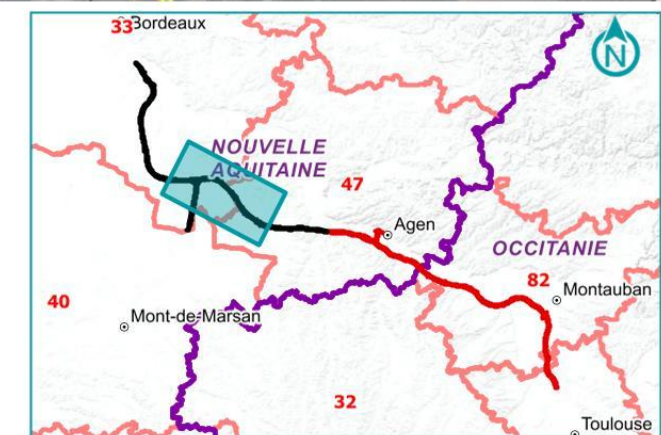 33 Bordeaux
N
NOUVELLE
AQUITAINE
47
Agen
OCCITANIE
82
Montauban
40
Mont-de-Marsan
32
Toulouse